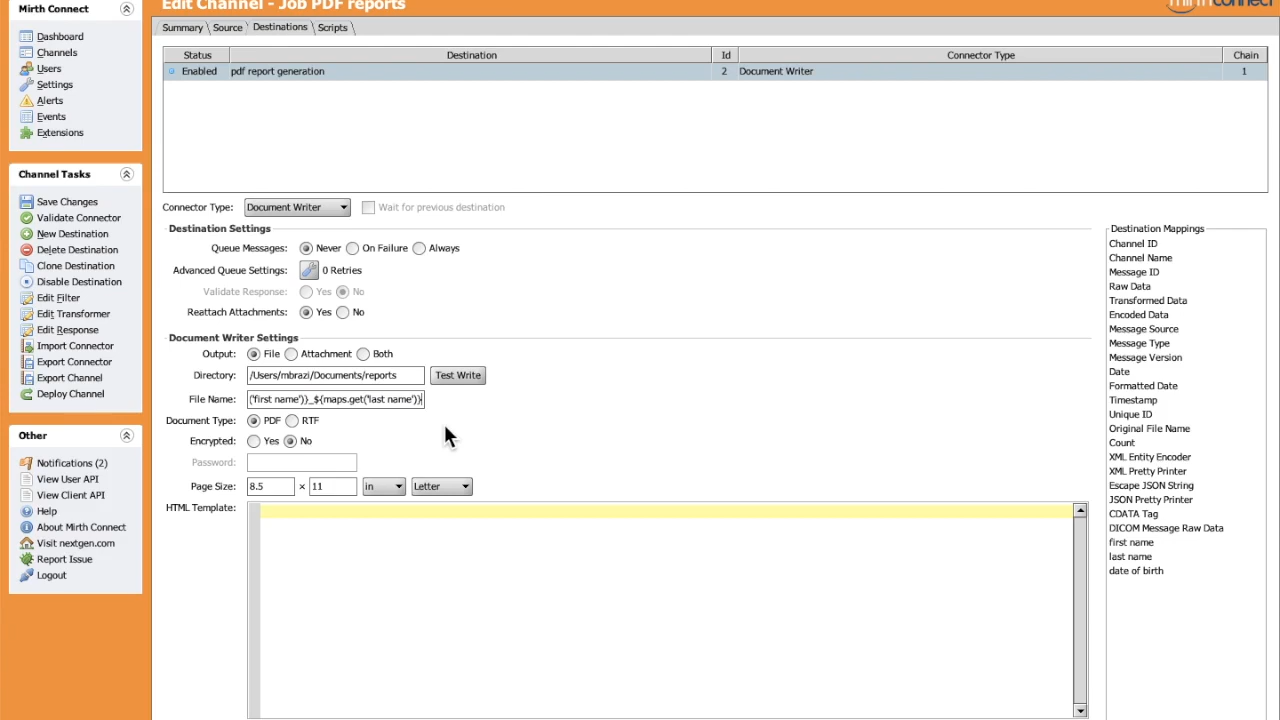 Mirth Connect
Dashboard
Channels
Users
Settings
Alerts
Events
Extensions
Channel Tasks
Save Changes
Validate Connector
New Destination
Delete Destination
Clone Destination
Disable Destination
Edit Filter
Edit Transformer
Edit Response
Import Connector
Export Connector
Export Channel
Deploy Channel
Other
Notifications (2)
View User API
View Client API
Help
About Mirth Connect
Visit nextgen.com
Report Issue
Logout
Edit Channel - Job PDF reports
mirth connect
Summary Source Destinations Scripts
Status Destination Id Connector Type Chain
Enabled pdf report generation 2 Document Writer 1
Connector Type: Document Writer Wait for previous destination
Destination Settings
Queue Messages: Never On Failure Always
Advanced Queue Settings: 0 Retries
Validate Response: Yes No
Reattach Attachments: Yes No
Document Writer Settings
Output: File Attachment Both
Directory: /Users/mbrazi/Documents/reports Test Write
File Name: ('first name')}_${maps.get('last name')}
Document Type: PDF RTF
Encrypted: Yes No
Password:
Page Size: 8.5 × 11 in Letter
HTML Template:
Destination Mappings
Channel ID
Channel Name
Message ID
Raw Data
Transformed Data
Encoded Data
Message Source
Message Type
Message Version
Date
Formatted Date
Timestamp
Unique ID
Original File Name
Count
XML Entity Encoder
XML Pretty Printer
Escape JSON String
JSON Pretty Printer
CDATA Tag
DICOM Message Raw Data
first name
last name
date of birth